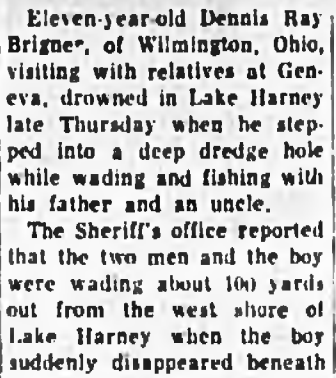 Eleven-year-old Dennis Ray
Brigner, of Wilmington, Ohio,
visiting with relatives at Gen-
eva, drowned in Lake Harney
late Thursday when he step-
ped into a deep dredge hole
while wading and fishing with
his father and an uncle.
The Sheriff's office reported
that the two men and the boy
were wading about 100 yards
out from the west shore of
Lake Harney when the boy
suddenly disappeared beneath